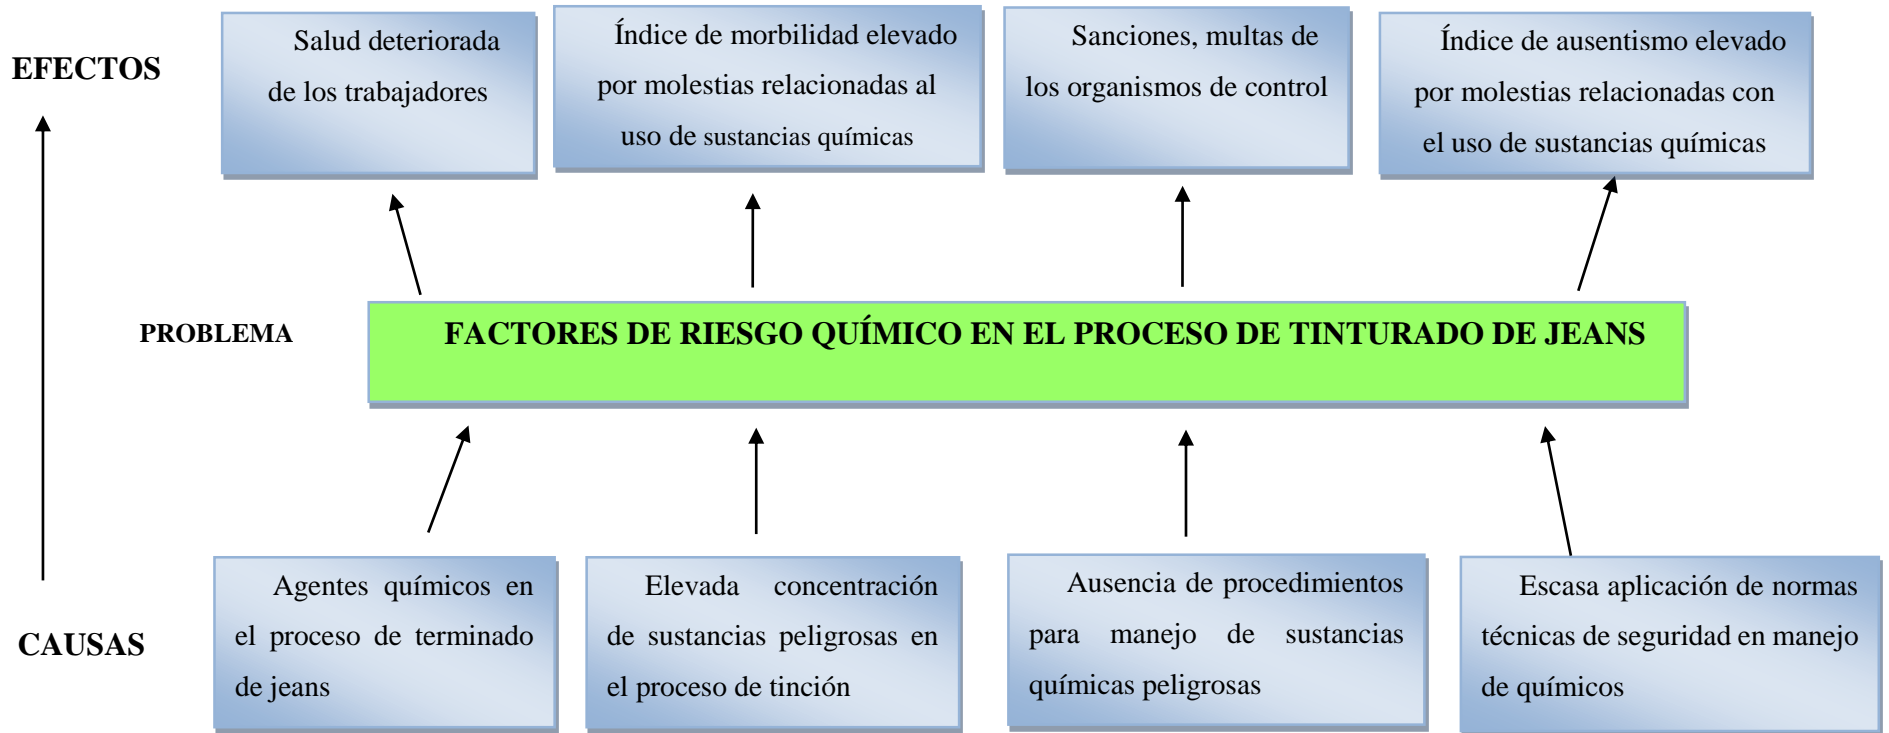 EFECTOS
Salud deteriorada
de los trabajadores
Índice de morbilidad elevado
por molestias relacionadas al
uso de sustancias químicas
Sanciones, multas de
los organismos de control
Índice de ausentismo elevado
por molestias relacionadas con
el uso de sustancias químicas
PROBLEMA
FACTORES DE RIESGO QUÍMICO EN EL PROCESO DE TINTURADO DE JEANS
CAUSAS
Agentes químicos en
el proceso de terminado
de jeans
Elevada concentración
de sustancias peligrosas en
el proceso de tinción
Ausencia de procedimientos
para manejo de sustancias
químicas peligrosas
Escasa aplicación de normas
técnicas de seguridad en manejo
de químicos